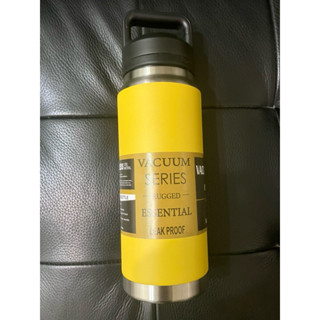 VACUUM
SERIES
RUGGED
ESSENTIAL
LEAK PROOF